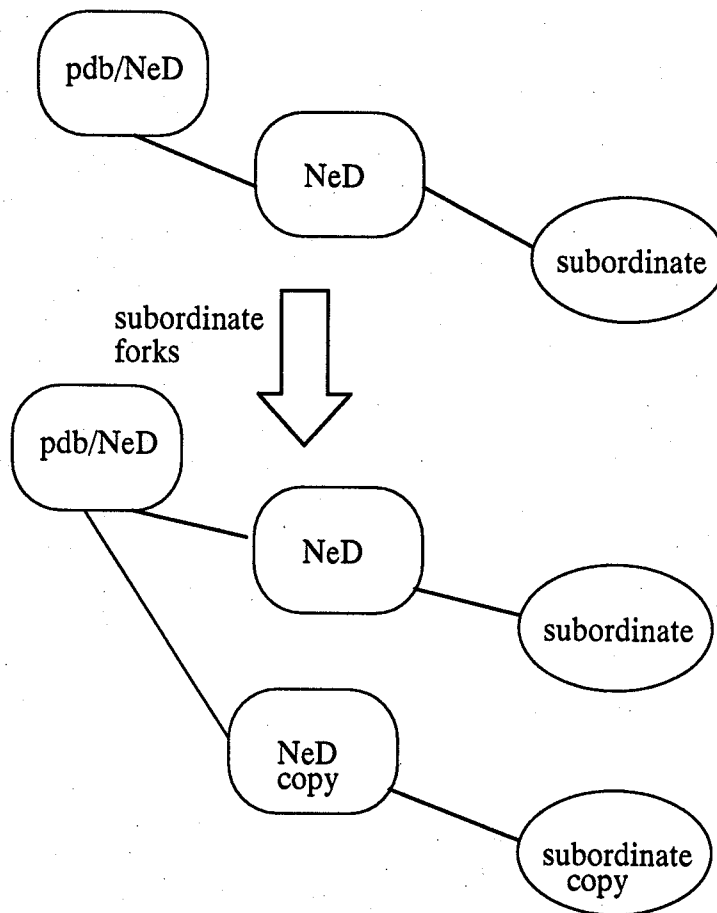 pdb/NeD
NeD
subordinate
subordinate
forks
pdb/NeD
NeD
subordinate
NeD
copy
subordinate
copy